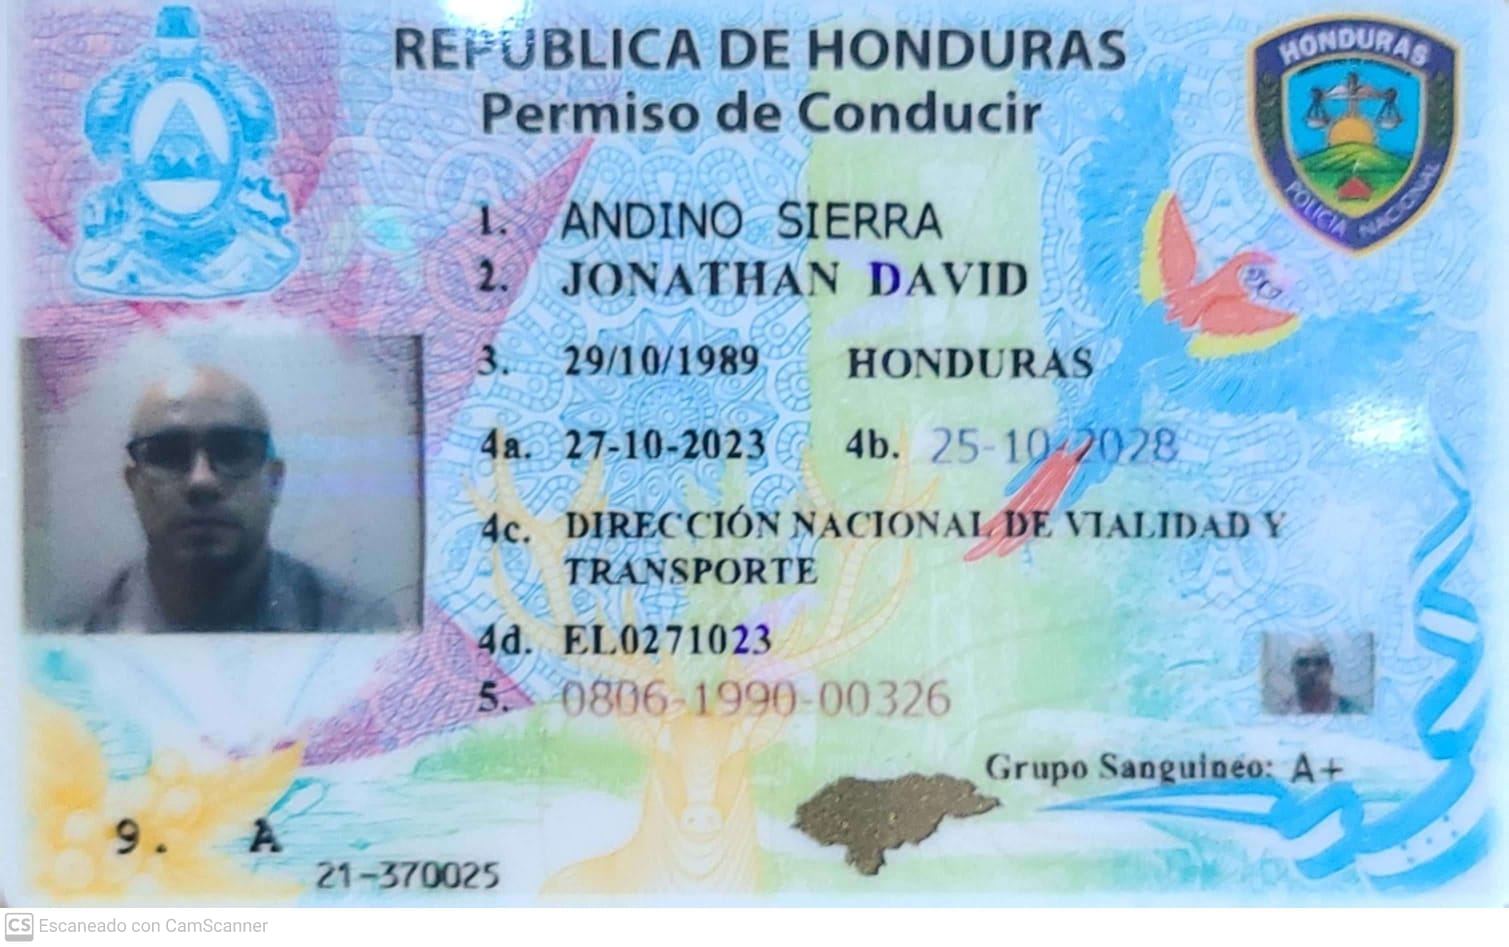 REPÚBLICA DE HONDURAS
Permiso de Conducir
HONDURAS
POLICIA NACIONAL
1. ANDINO SIERRA
2. JONATHAN DAVID
3. 29/10/1989 HONDURAS
4a. 27-10-2023 4b. 25-10-2028
4c. DIRECCIÓN NACIONAL DE VIALIDAD Y
TRANSPORTE
4d. EL0271023
5. 0806-1990-00326
Grupo Sanguineo: A+
9. A
21-370025
CS Escaneado con CamScanner